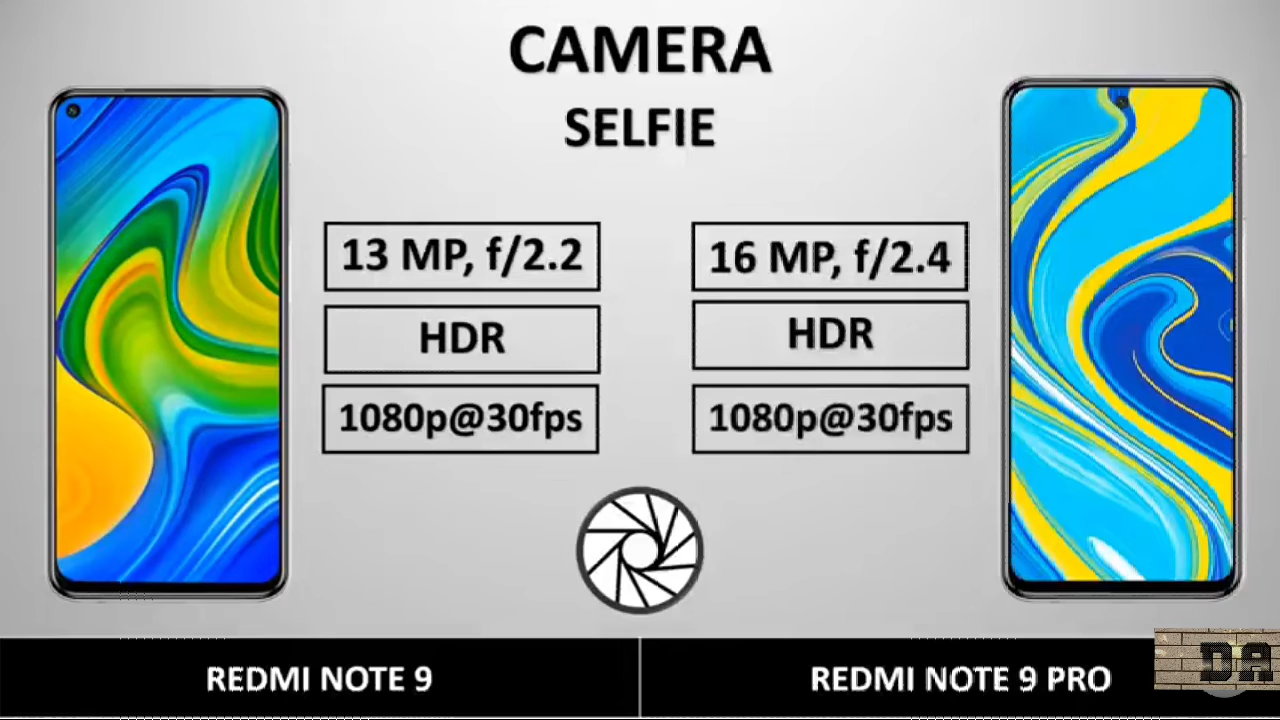 CAMERA
SELFIE
13 MP, f/2.2
16 MP, f/2.4
HDR
HDR
1080p@30fps
1080p@30fps
REDMI NOTE 9
REDMI NOTE 9 PRO
DA